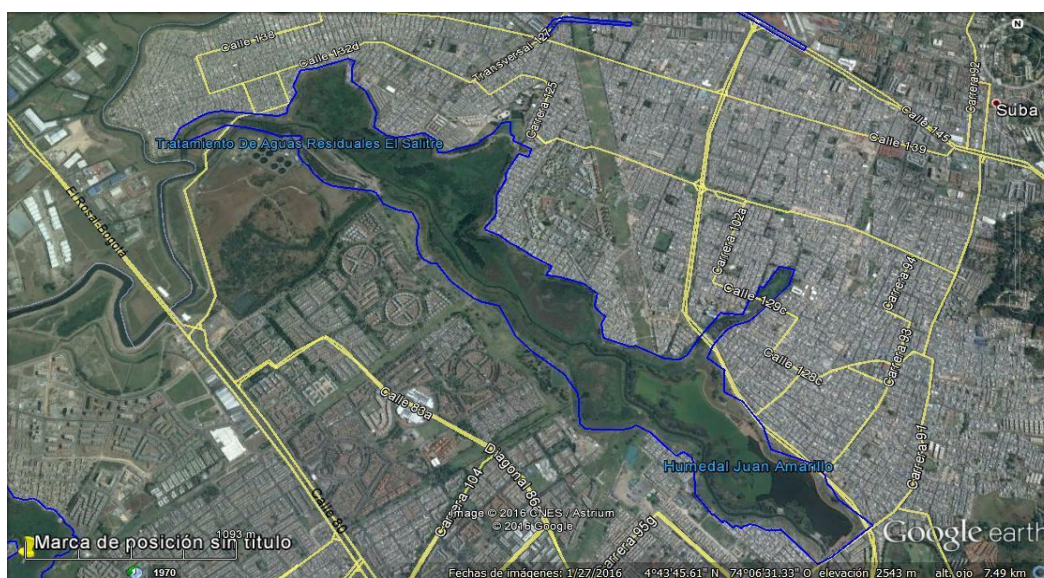 N
Calle 138
Calle 132d
Transversal 127
Carrera 92
Suba
Carrera 125
Calle 145
Calle 139
Tratamiento De Aguas Residuales El Salitre
Carrera 102a
Carrera 94
Calle 129c
Calle 128c
Carrera 93
Calle 83a
Diagonal 86
Carrera 104
Calle 80
Carrera 91
Humedal Juan Amarillo
Carrera 95g
Image © 2016 CNES / Astrium
© 2016 Google
Google earth
1093 m
Marca de posición sin título
1970
Fechas de imágenes: 1/27/2016 4°43'45.61" N 74°06'31.33" O elevación 2543 m alt. ojo 7.49 km